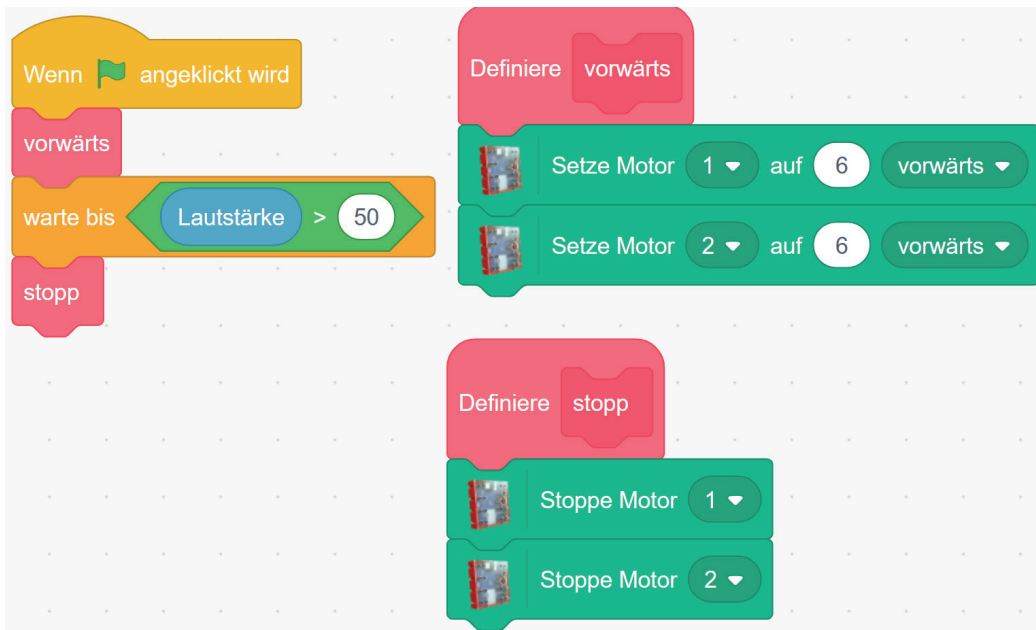 Wenn angeklickt wird
vorwärts
warte bis Lautstärke > 50
stopp
Definiere vorwärts
Setze Motor 1 auf 6 vorwärts
Setze Motor 2 auf 6 vorwärts
Definiere stopp
Stoppe Motor 1
Stoppe Motor 2